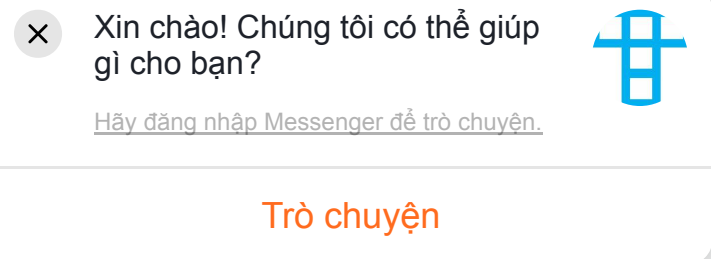 Xin chào! Chúng tôi có thể giúp
gì cho bạn?
Hãy đăng nhập Messenger để trò chuyện.
Trò chuyện